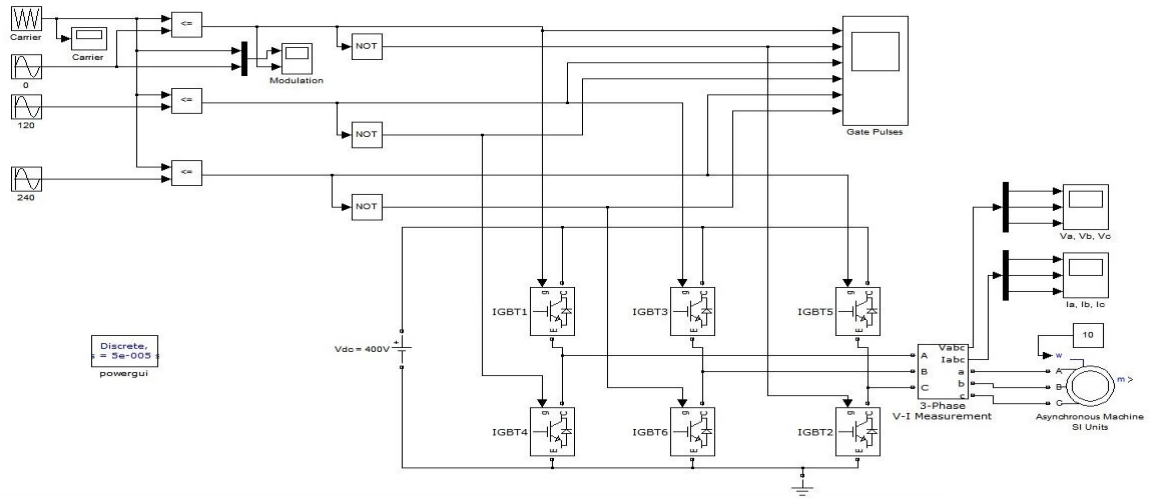 Carrier
<=
NOT
Carrier
Modulation
0
<=
120
NOT
Gate Pulses
<=
240
NOT
Va, Vb, Vc
Ia, Ib, Ic
g C
E
IGBT1
g C
E
IGBT3
g C
E
IGBT5
Discrete,
s = 5e-005 s
powergui
Vdc = 400V
+
10
Vabc
Iabc
A
B
C
a
b
c
3-Phase
V-I Measurement
w
m >
A
B
C
Asynchronous Machine
SI Units
g C
E
IGBT4
g C
E
IGBT6
g C
E
IGBT2